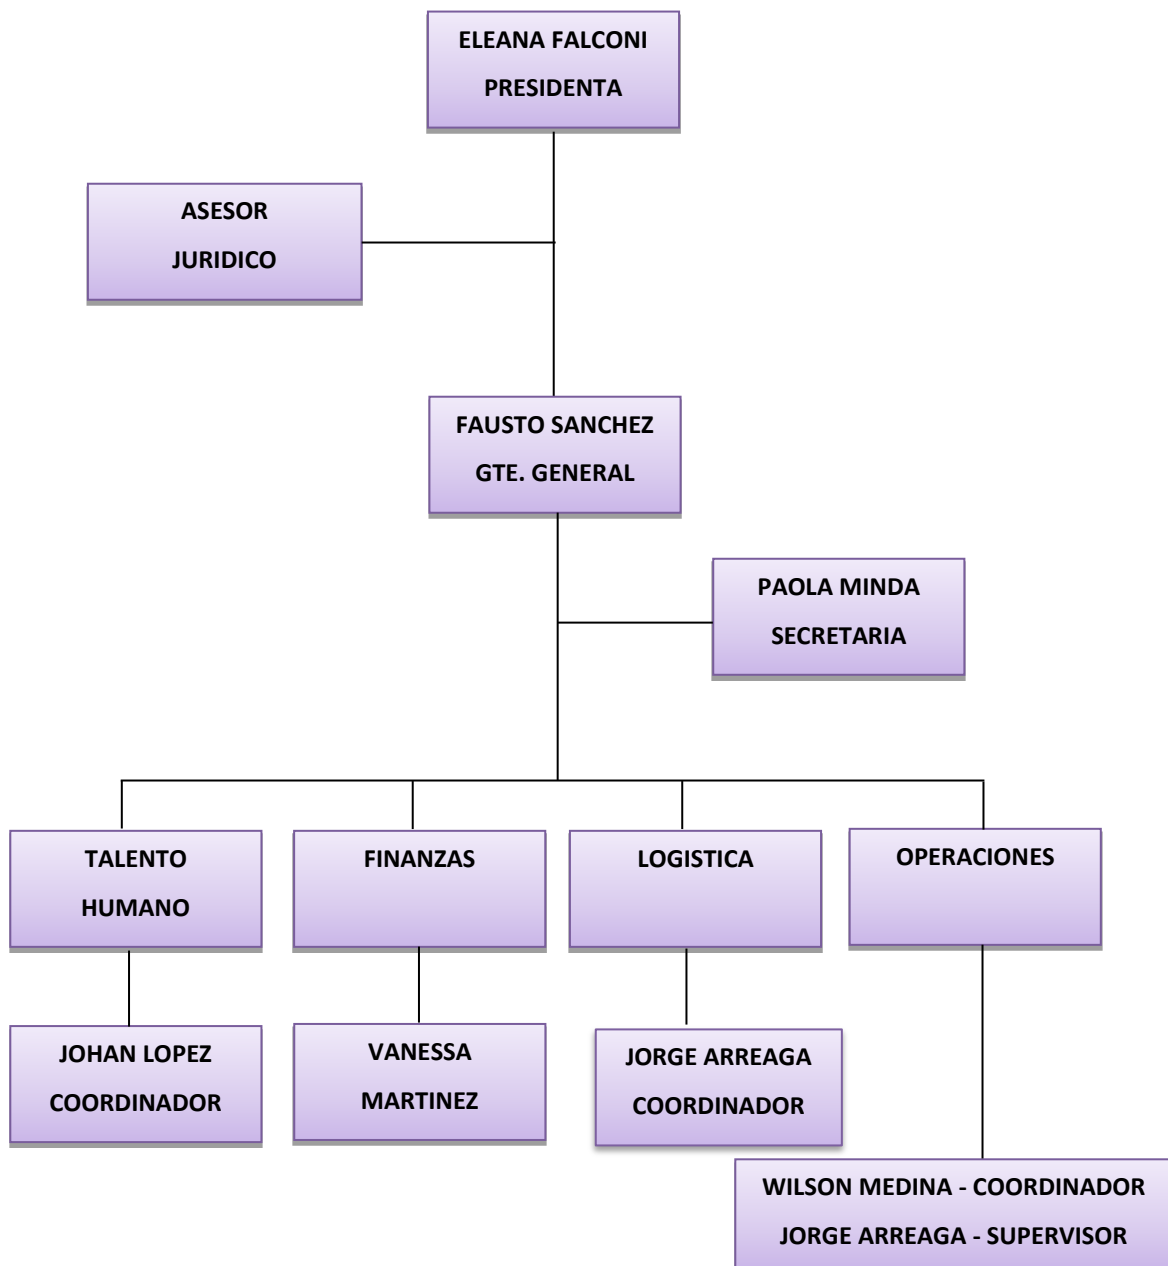 ELEANA FALCONI
PRESIDENTA
ASESOR
JURIDICO
FAUSTO SANCHEZ
GTE. GENERAL
PAOLA MINDA
SECRETARIA
TALENTO
HUMANO
FINANZAS
LOGISTICA
OPERACIONES
JOHAN LOPEZ
COORDINADOR
VANESSA
MARTINEZ
JORGE ARREAGA
COORDINADOR
WILSON MEDINA - COORDINADOR
JORGE ARREAGA - SUPERVISOR